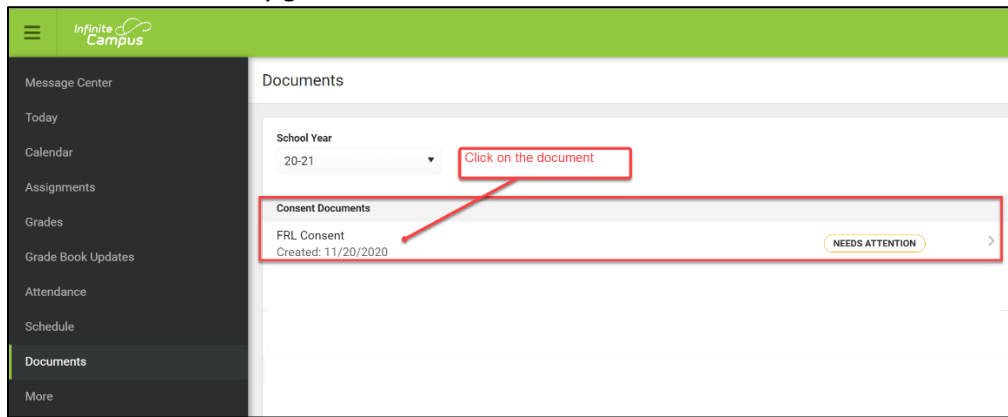 Infinite
Campus
Message Center
Today
Calendar
Assignments
Grades
Grade Book Updates
Attendance
Schedule
Documents
More
Documents
School Year
20-21
Click on the document
Consent Documents
FRL Consent
Created: 11/20/2020
NEEDS ATTENTION